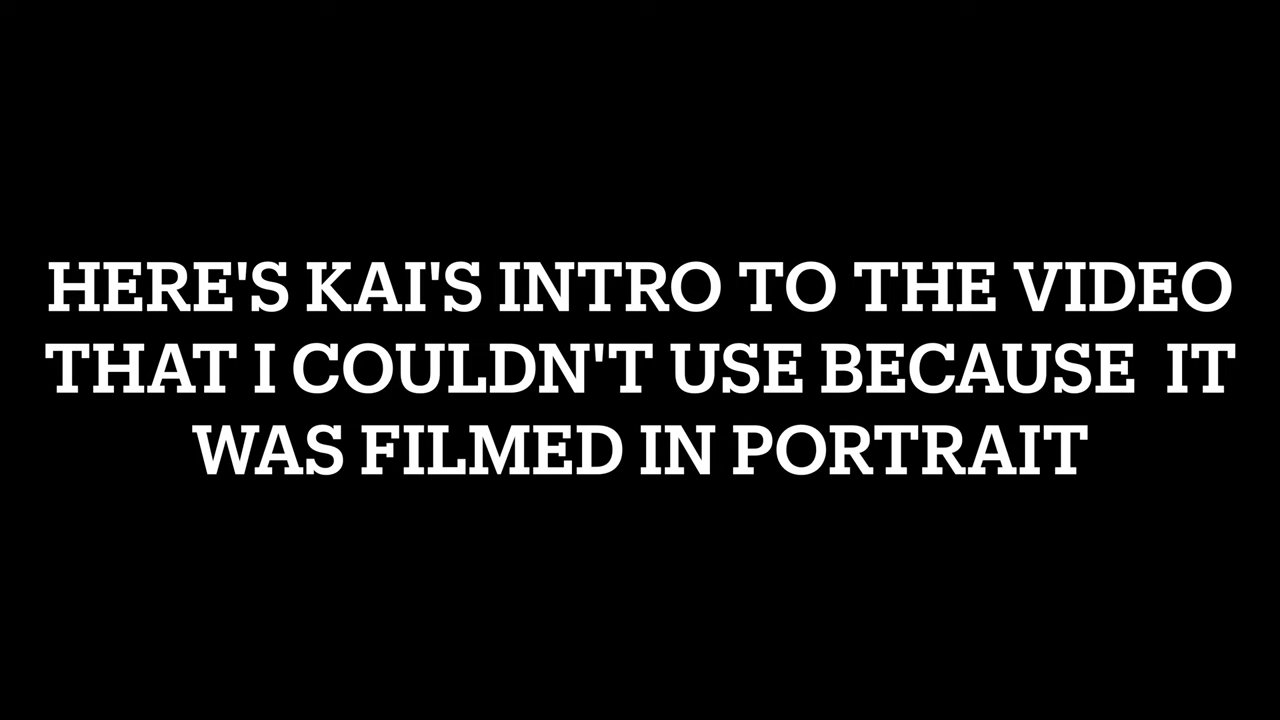 HERE'S KAI'S INTRO TO THE VIDEO
THAT I COULDN'T USE BECAUSE  IT
WAS FILMED IN PORTRAIT